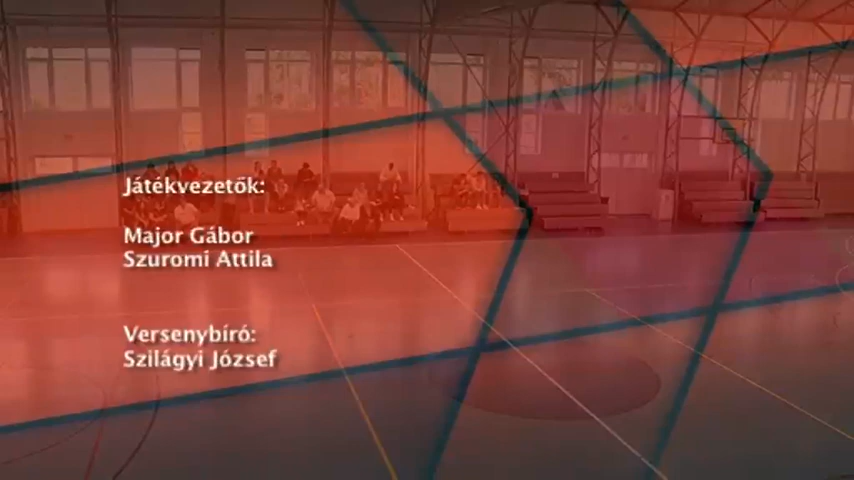 Játékvezetők:
Major Gábor
Szuromi Attila
Versenybíró:
Szilágyi József